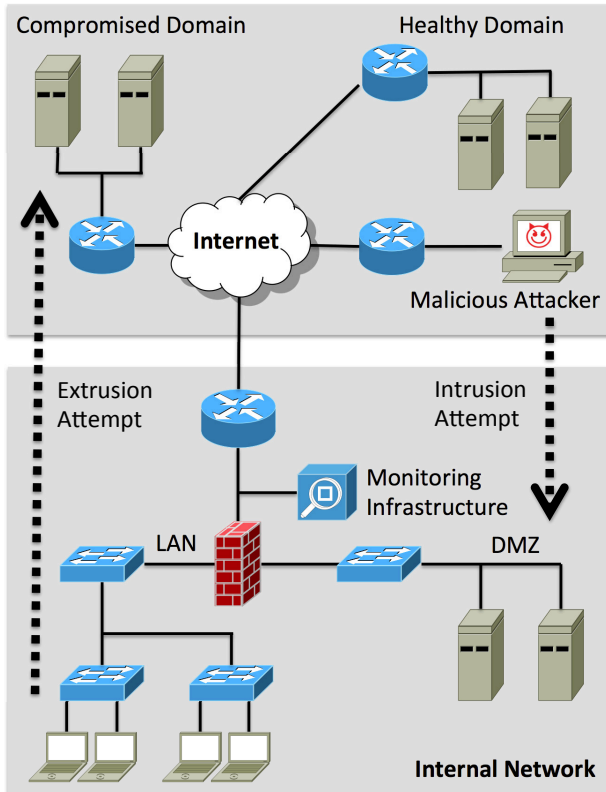 Compromised Domain
Healthy Domain
Internet
Malicious Attacker
Extrusion
Attempt
Intrusion
Attempt
Monitoring
Infrastructure
LAN
DMZ
Internal Network